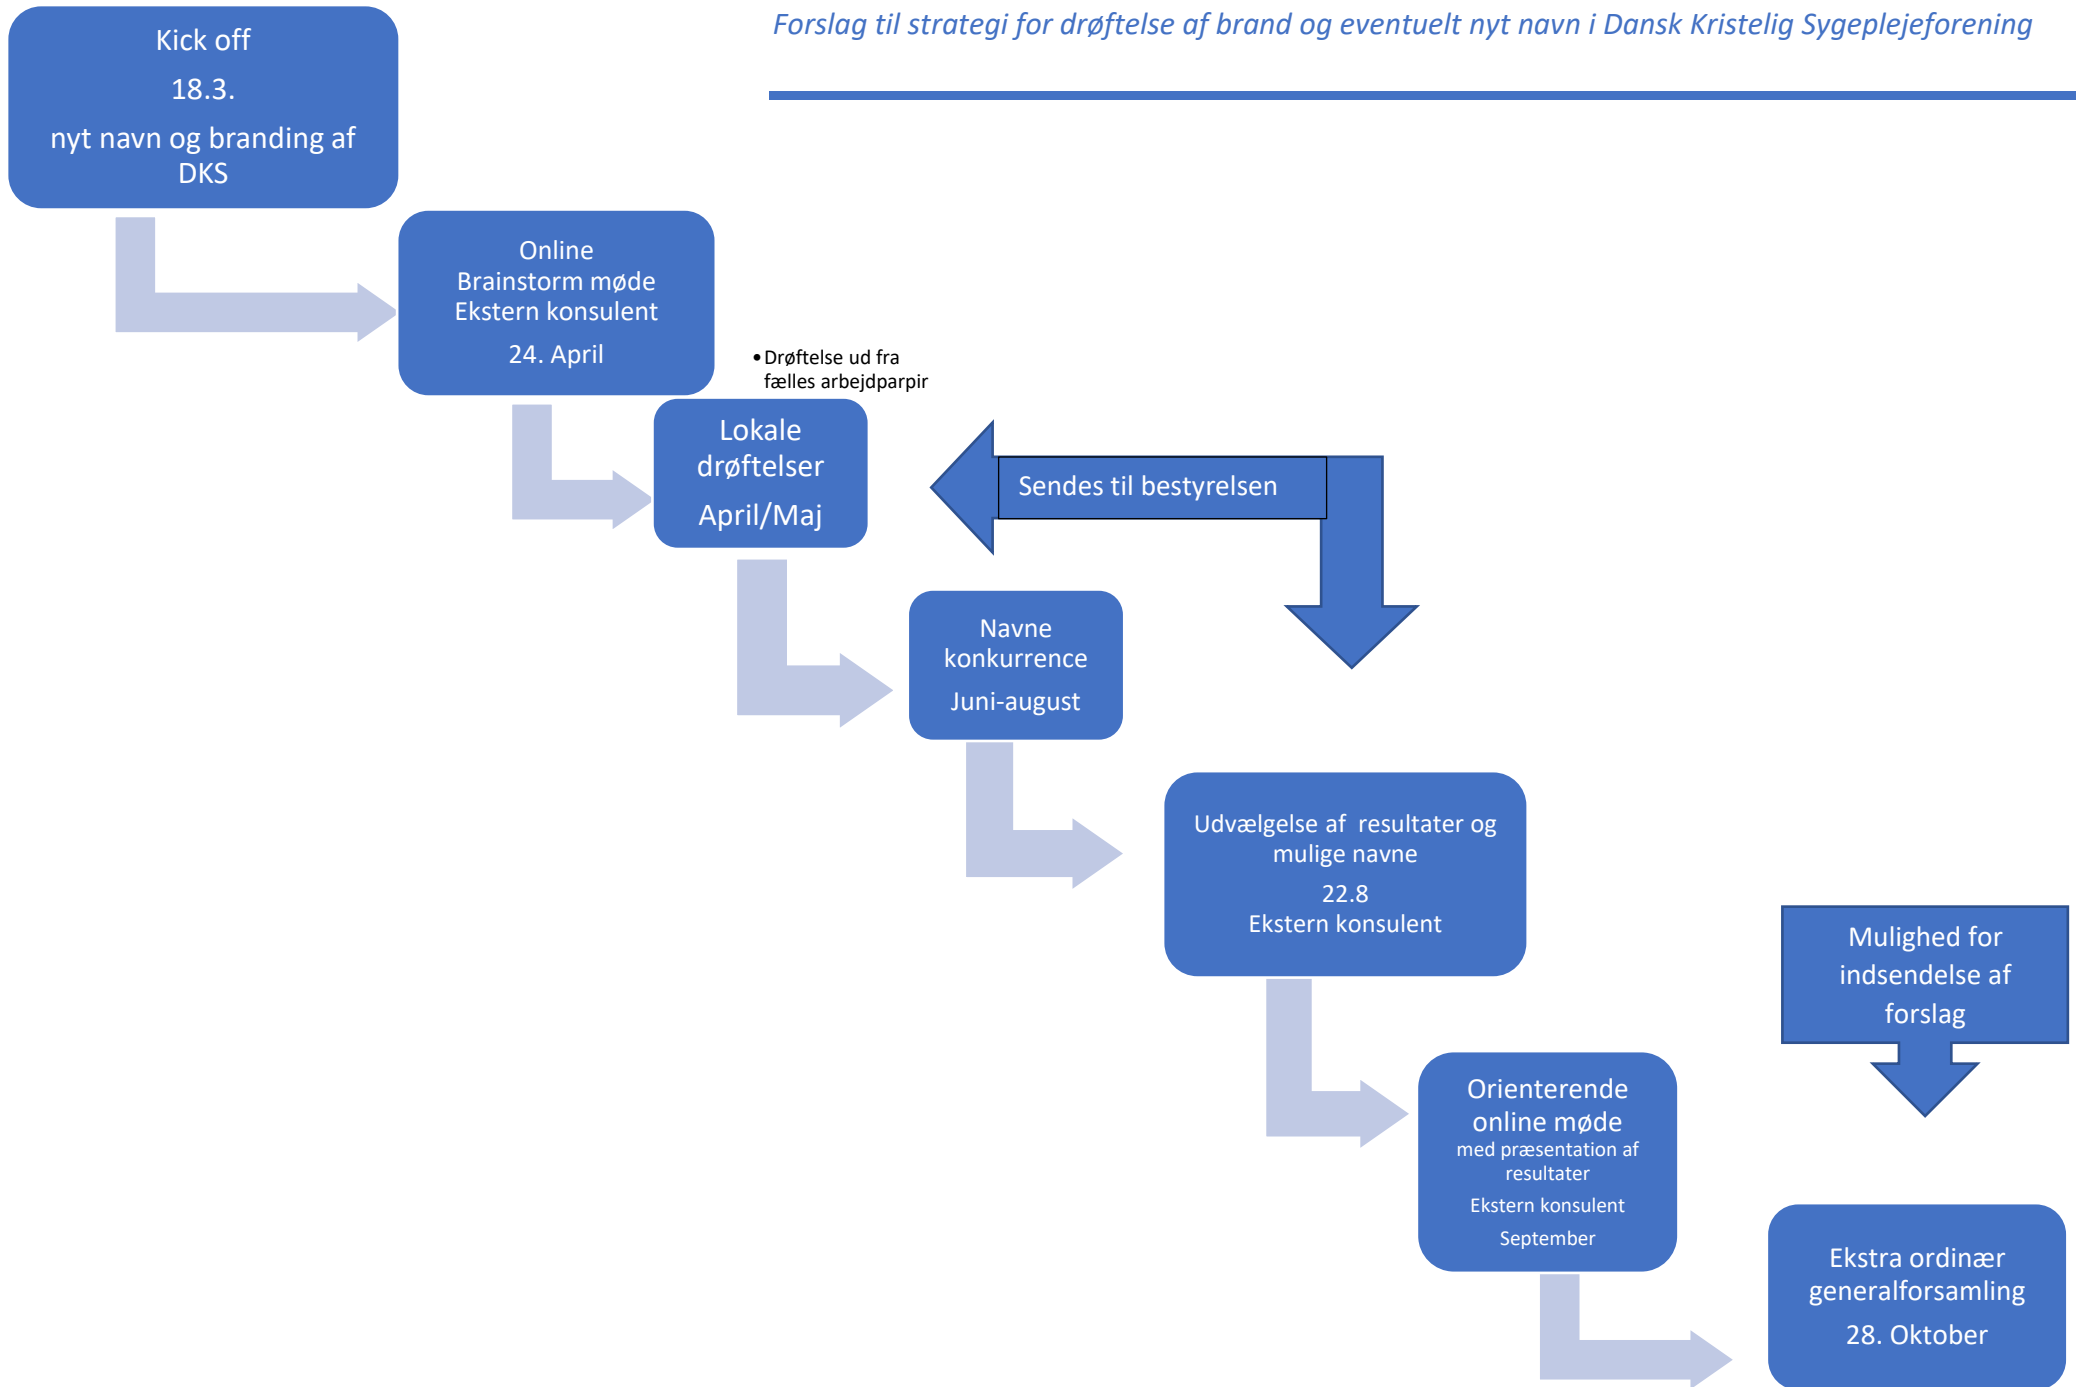 Forslag til strategi for drøftelse af brand og eventuelt nyt navn i Dansk Kristelig Sygeplejeforening
Kick off
18.3.
nyt navn og branding af
DKS
Online
Brainstorm møde
Ekstern konsulent
24. April
•Drøftelse ud fra
fælles arbejdparpir
Lokale
drøftelser
April/Maj
Sendes til bestyrelsen
Navne
konkurrence
Juni-august
Udvælgelse af  resultater og
mulige navne
22.8
Ekstern konsulent
Mulighed for
indsendelse af
forslag
Orienterende
online møde
med præsentation af
resultater
Ekstern konsulent
September
Ekstra ordinær
generalforsamling
28. Oktober